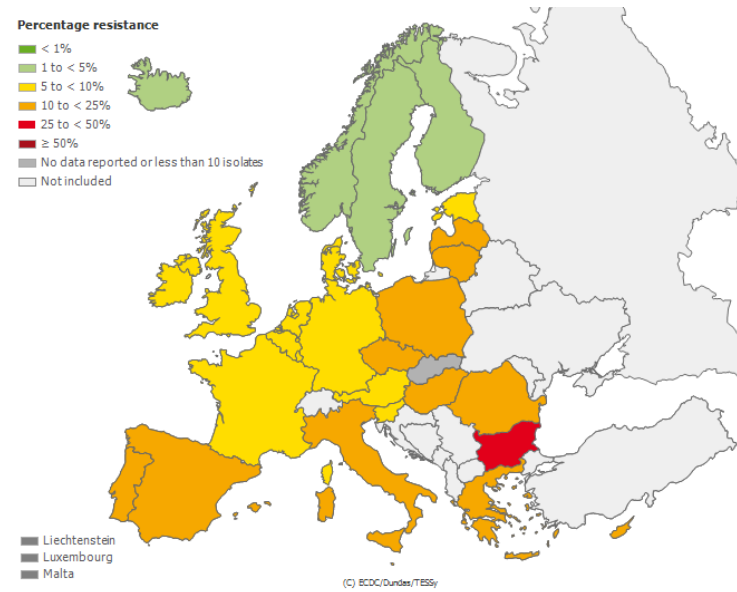 Percentage resistance
< 1%
1 to < 5%
5 to < 10%
10 to < 25%
25 to < 50%
≥ 50%
No data reported or less than 10 isolates
Not included
Liechtenstein
Luxembourg
Malta
(C) ECDC/Dundas/TESSy